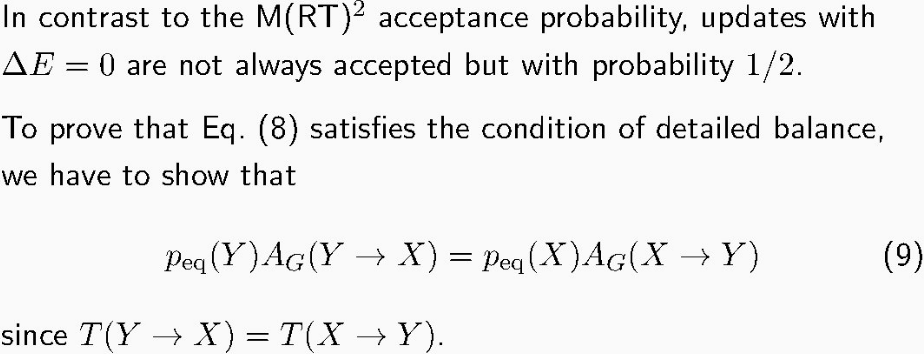 In contrast to the M(RT)² acceptance probability, updates with
ΔE = 0 are not always accepted but with probability 1/2.
To prove that Eq. (8) satisfies the condition of detailed balance,
we have to show that
p_eq(Y)A_G(Y → X) = p_eq(X)A_G(X → Y) (9)
since T(Y → X) = T(X → Y).